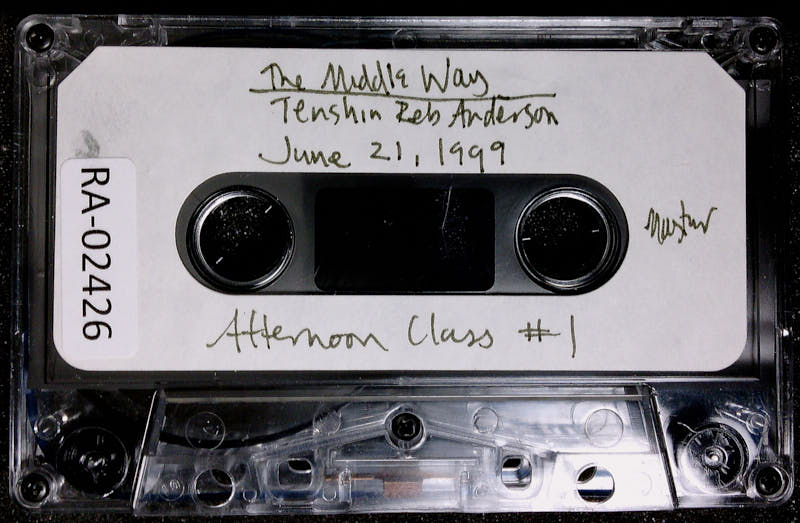 The Middle Way
Tenshin Reb Anderson
June 21, 1999
Master
RA-02426
Afternoon Class #1